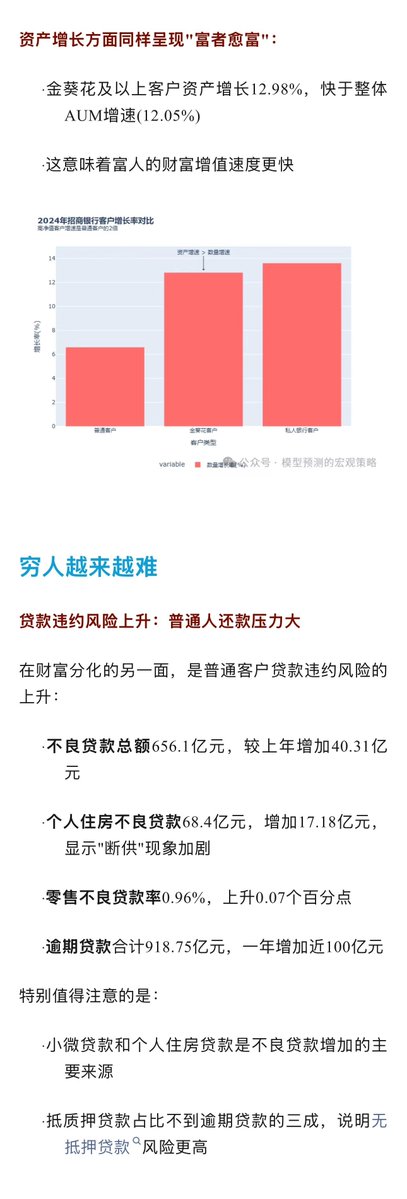 资产增长方面同样呈现"富者愈富"：
·金葵花及以上客户资产增长12.98%，快于整体
AUM增速(12.05%)
·这意味着富人的财富增值速度更快
2024年招商银行客户增长率对比
高净值客户增速是普通客户的2倍
资产增速 > 数量增速
14
12
10
8
6
4
2
0
增长率(%)
普通客户
金葵花客户
私人银行客户
客户类型
variable
数量增长率(%)
公众号 · 模型预测的宏观策略
穷人越来越难
贷款违约风险上升：普通人还款压力大
在财富分化的另一面，是普通客户贷款违约风险的
上升：
·不良贷款总额656.1亿元，较上年增加40.31亿
元
·个人住房不良贷款68.4亿元，增加17.18亿元，
显示"断供"现象加剧
·零售不良贷款率0.96%，上升0.07个百分点
·逾期贷款合计918.75亿元，一年增加近100亿元
特别值得注意的是：
·小微贷款和个人住房贷款是不良贷款增加的主
要来源
·抵质押贷款占比不到逾期贷款的三成，说明无
抵押贷款风险更高